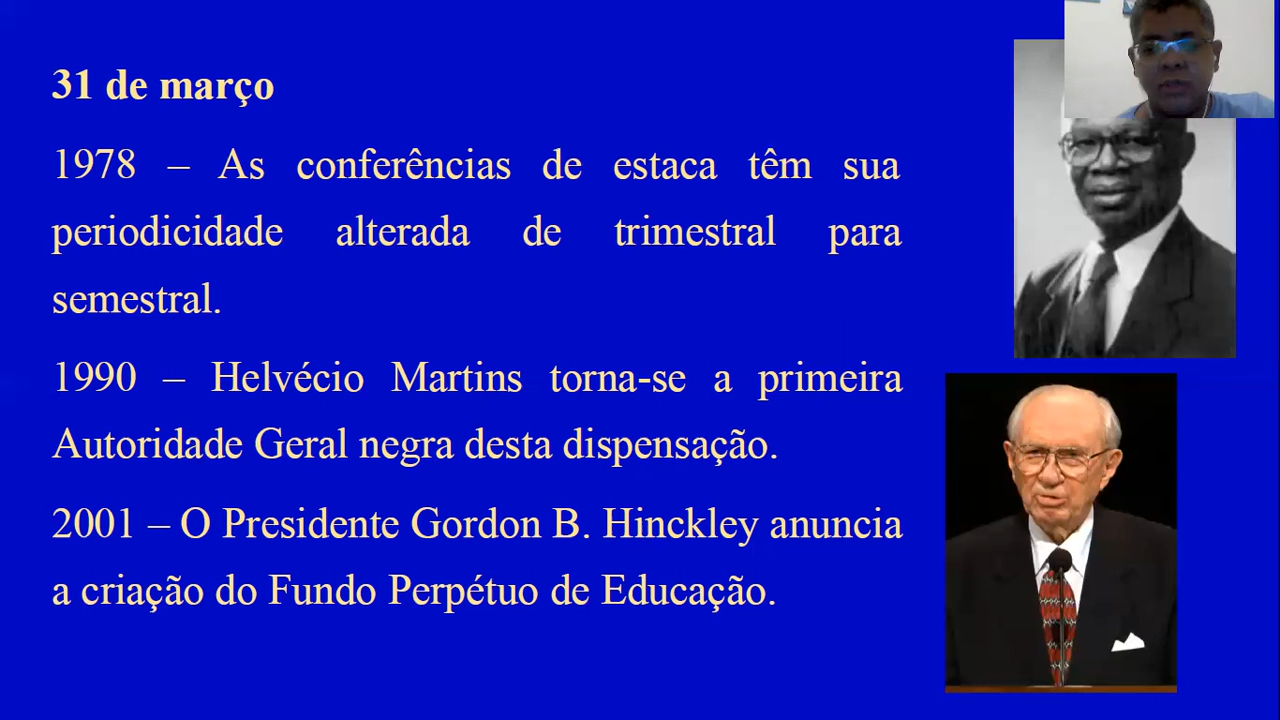 31 de março
1978 – As conferências de estaca têm sua
periodicidade alterada de trimestral para
semestral.
1990 – Helvécio Martins torna-se a primeira
Autoridade Geral negra desta dispensação.
2001 – O Presidente Gordon B. Hinckley anuncia
a criação do Fundo Perpétuo de Educação.